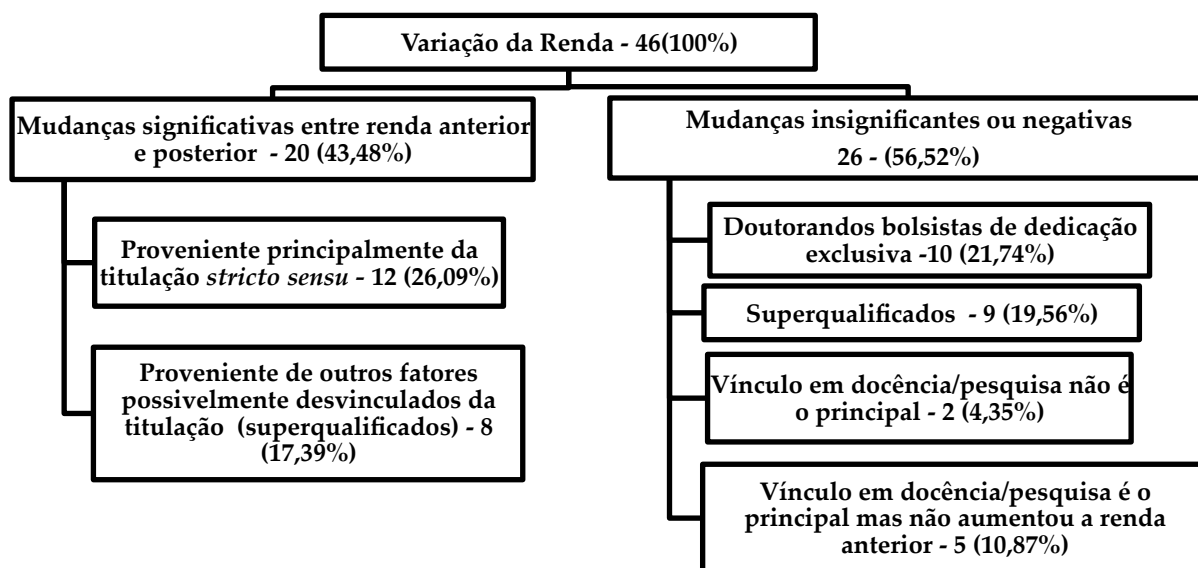 Variação da Renda - 46(100%)
Mudanças significativas entre renda anterior
e posterior - 20 (43,48%)
Proveniente principalmente da
titulação stricto sensu - 12 (26,09%)
Proveniente de outros fatores
possivelmente desvinculados da
titulação (superqualificados) - 8
(17,39%)
Mudanças insignificantes ou negativas
26 - (56,52%)
Doutorandos bolsistas de dedicação
exclusiva -10 (21,74%)
Superqualificados - 9 (19,56%)
Vínculo em docência/pesquisa não é
o principal - 2 (4,35%)
Vínculo em docência/pesquisa é o
principal mas não aumentou a renda
anterior - 5 (10,87%)